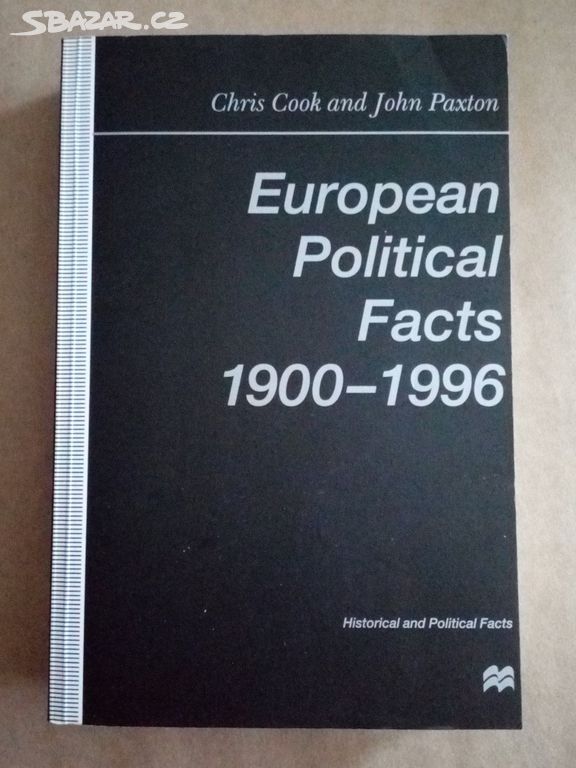 SBAZAR.CZ
Chris Cook and John Paxton
European
Political
Facts
1900–1996
Historical and Political Facts